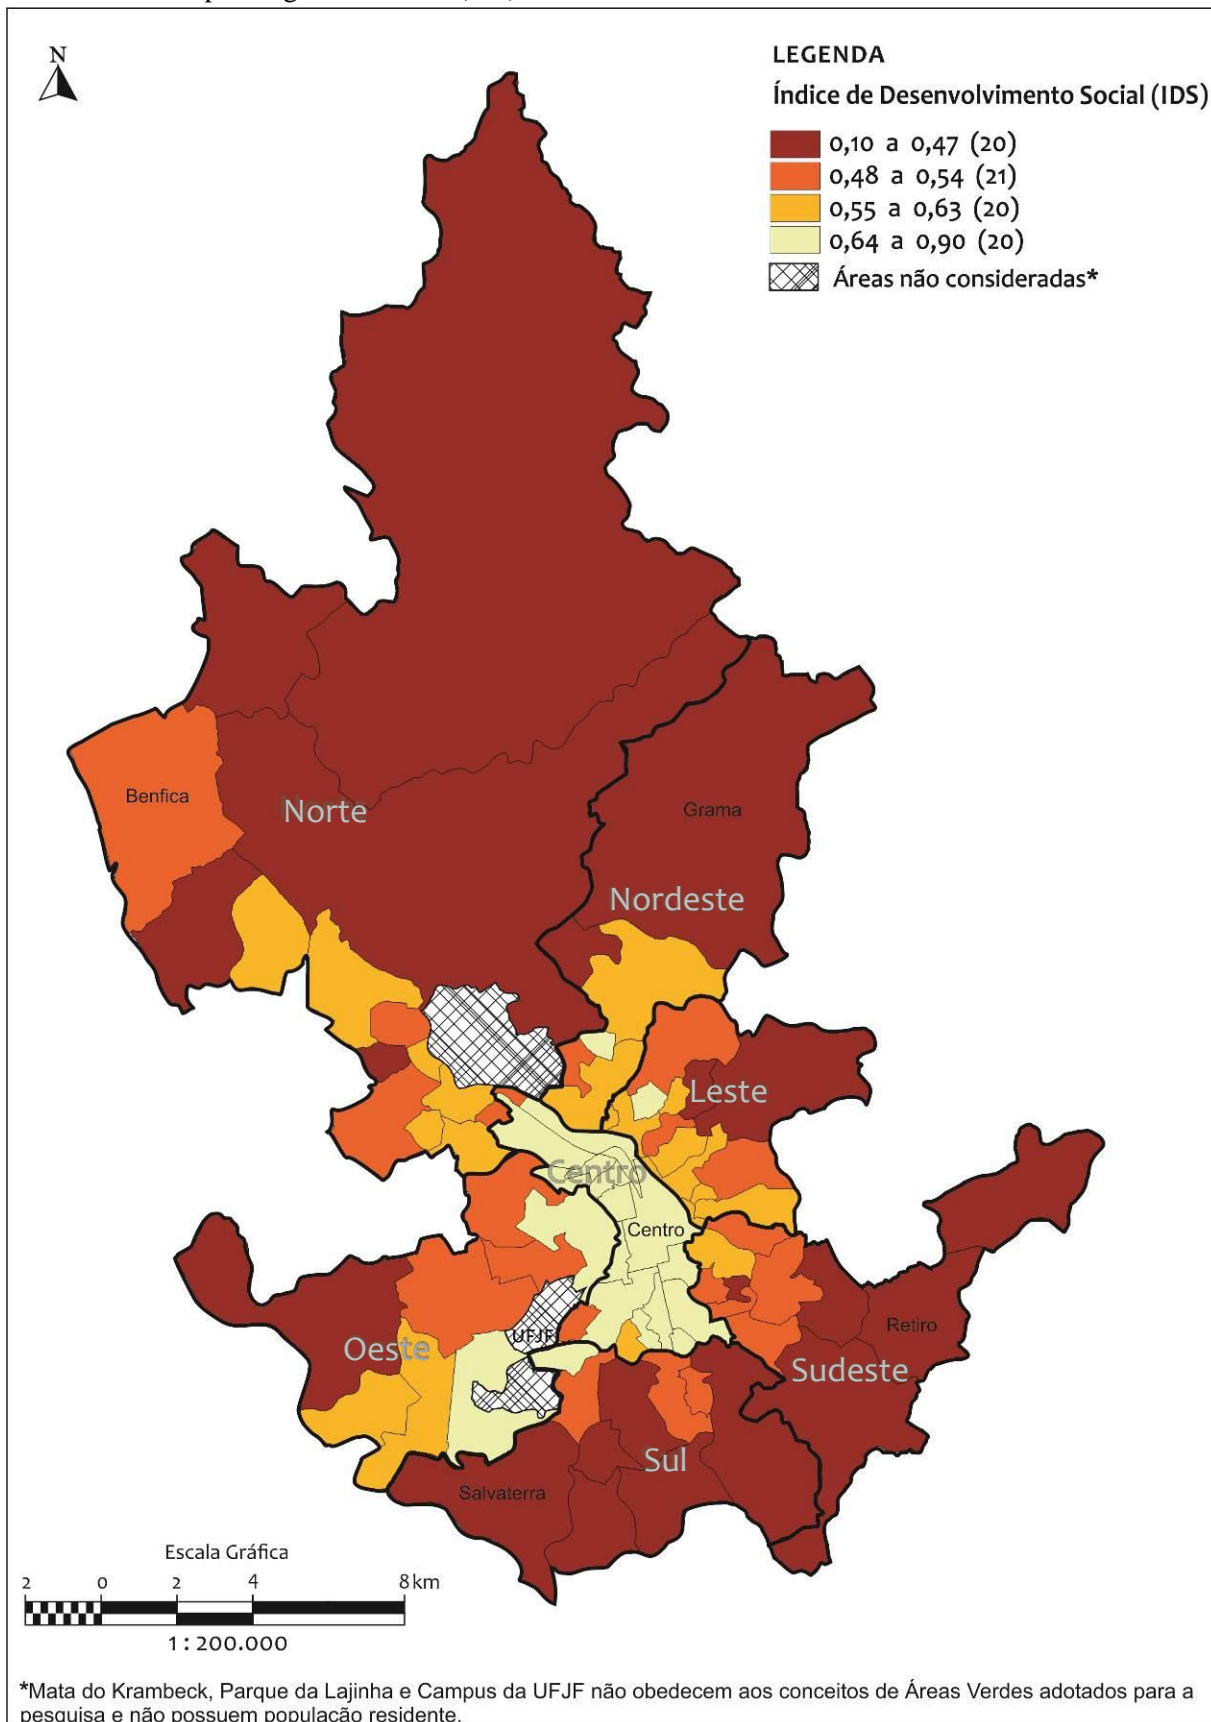 N
LEGENDA
Índice de Desenvolvimento Social (IDS)
0,10 a 0,47 (20)
0,48 a 0,54 (21)
0,55 a 0,63 (20)
0,64 a 0,90 (20)
Áreas não consideradas*
Benfica
Norte
Grama
Nordeste
Leste
Centro
Centro
Retiro
UFJF
Oeste
Sudeste
Sul
Salvaterra
Escala Gráfica
2 0 2 4 8 km
1 : 200.000
*Mata do Krambeck, Parque da Lajinha e Campus da UFJF não obedecem aos conceitos de Áreas Verdes adotados para a
pesquisa e não possuem população residente.